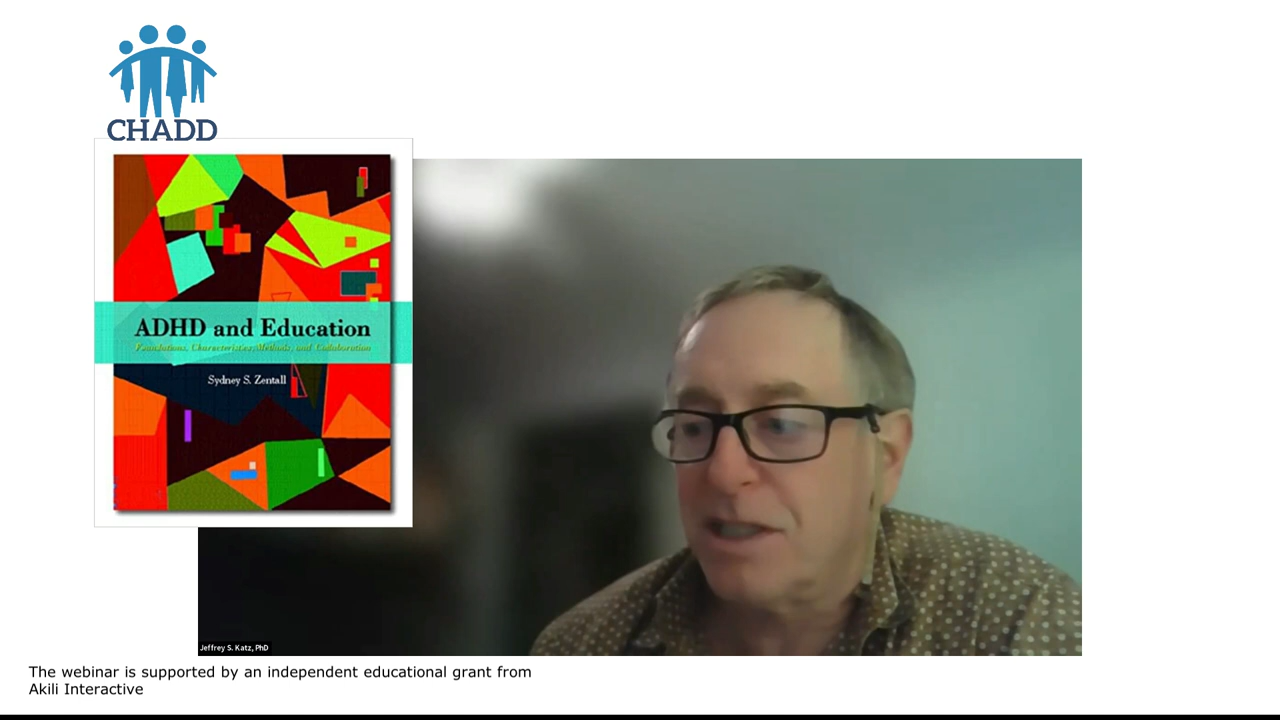 CHADD
ADHD and Education
Foundations, Characteristics, Methods, and Collaboration
Sydney S. Zentall
Jeffrey S. Katz, PhD
The webinar is supported by an independent educational grant from
Akili Interactive